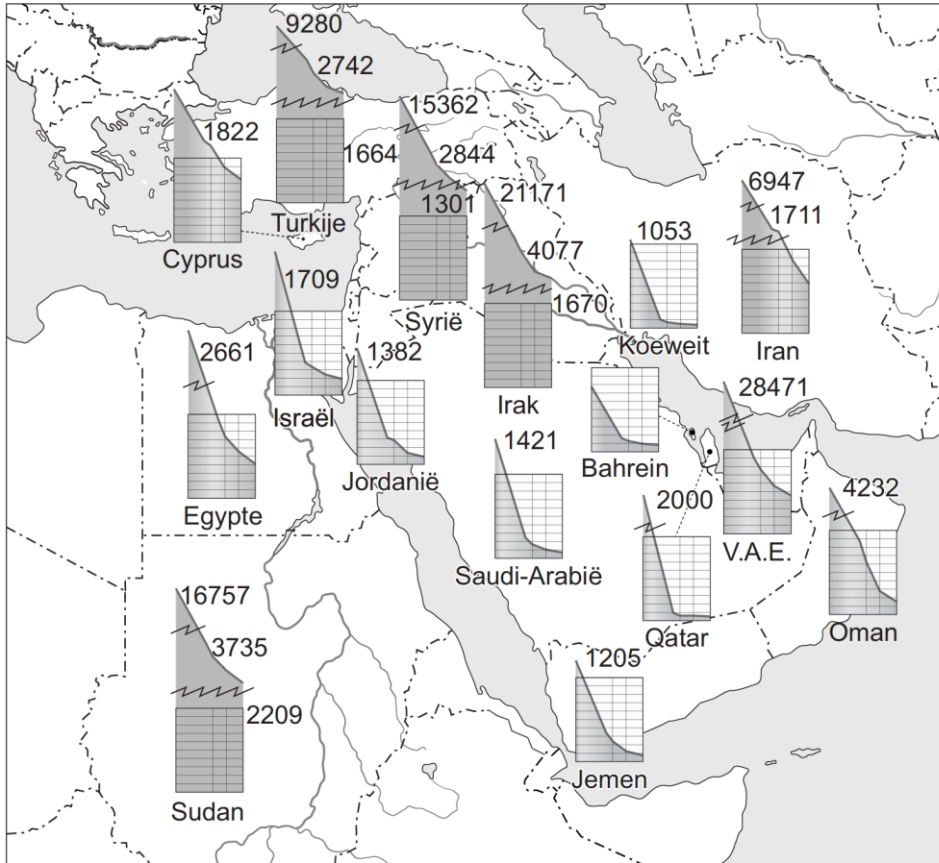 9280
2742
1822
1664
Turkije
Cyprus
15362
2844
1301
Syrië
21171
4077
1670
Irak
6947
1711
Iran
1053
Koeweit
1709
Israël
2661
Egypte
1382
Jordanië
1421
Saudi-Arabië
Bahrein
2000
Qatar
28471
V.A.E.
4232
Oman
16757
3735
2209
Sudan
1205
Jemen